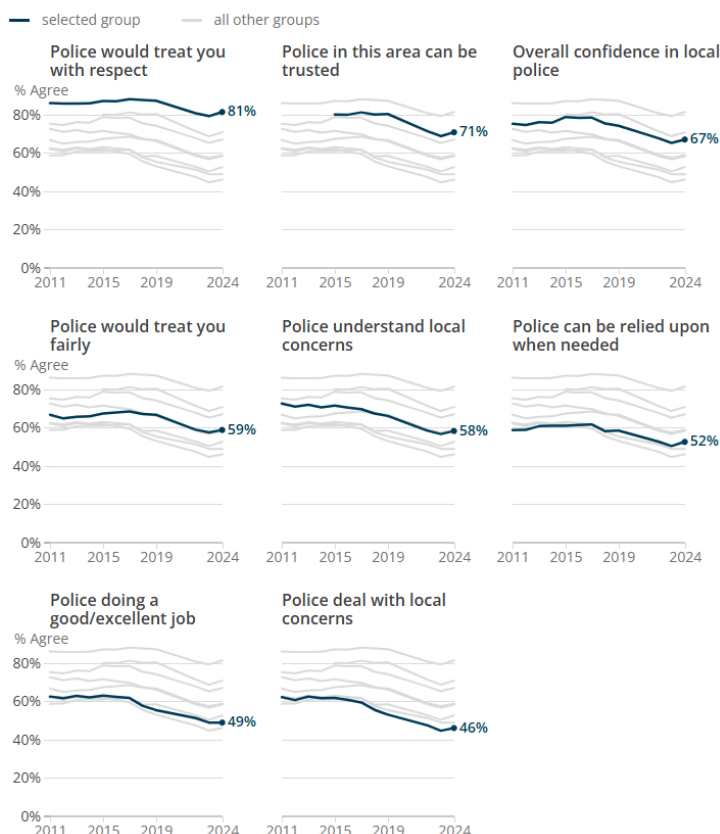 selected group all other groups
Police would treat you with respect
Police in this area can be trusted
Overall confidence in local police
% Agree
80%
60%
40%
20%
0%
81%
71%
67%
2011 2015 2019 2024
2011 2015 2019 2024
2011 2015 2019 2024
Police would treat you fairly
Police understand local concerns
Police can be relied upon when needed
% Agree
80%
60%
40%
20%
0%
59%
58%
52%
2011 2015 2019 2024
2011 2015 2019 2024
2011 2015 2019 2024
Police doing a good/excellent job
Police deal with local concerns
% Agree
80%
60%
40%
20%
0%
49%
46%
2011 2015 2019 2024
2011 2015 2019 2024